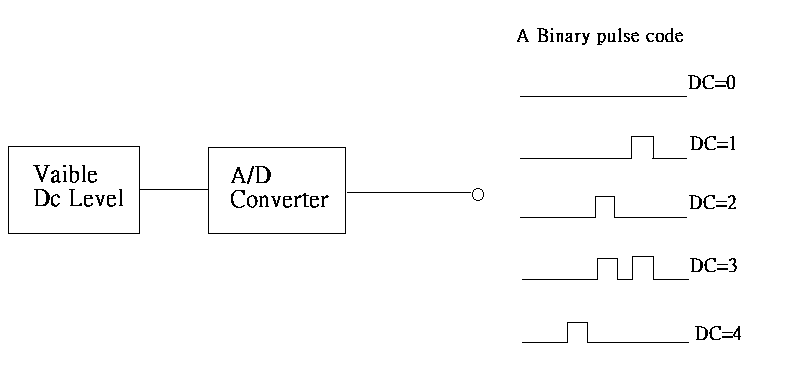 A Binary pulse code
DC=0
DC=1
DC=2
DC=3
DC=4
Vaible
Dc Level
A/D
Converter